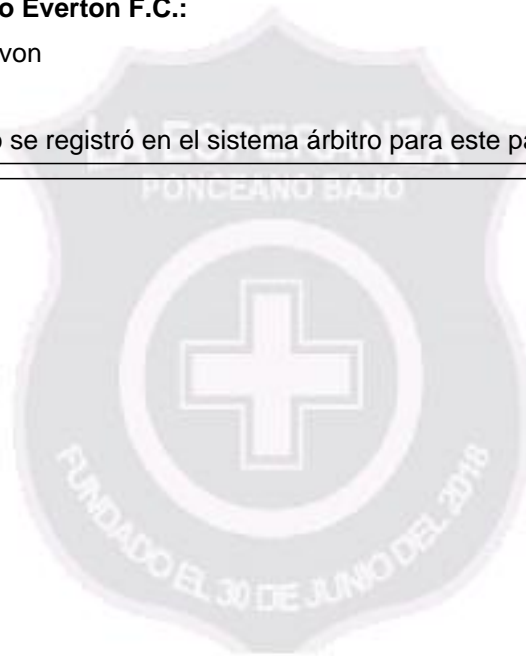 o Everton F.C.:
von
se registró en el sistema árbitro para este pa
LA ESPERANZA
PONCEANO BAJO
FUNDADO EL 30 DE JUNIO DEL 2018